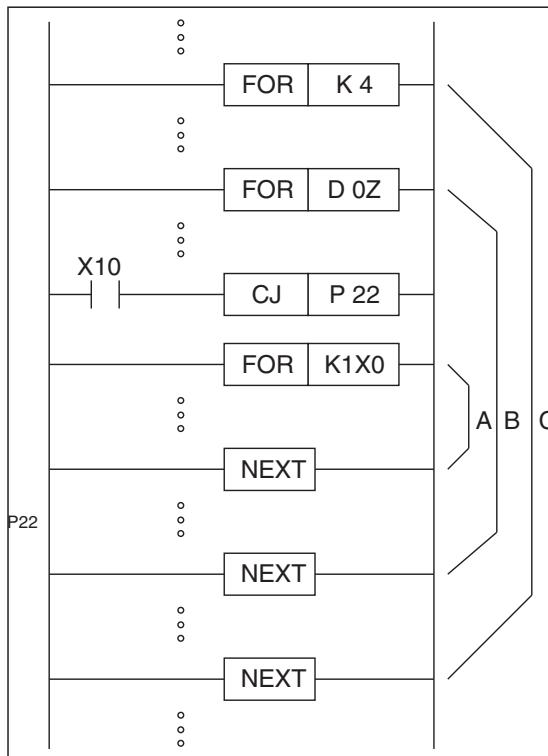 FOR K 4
FOR D 0Z
X10
CJ P 22
FOR K1X0
A B C
NEXT
P22
NEXT
NEXT